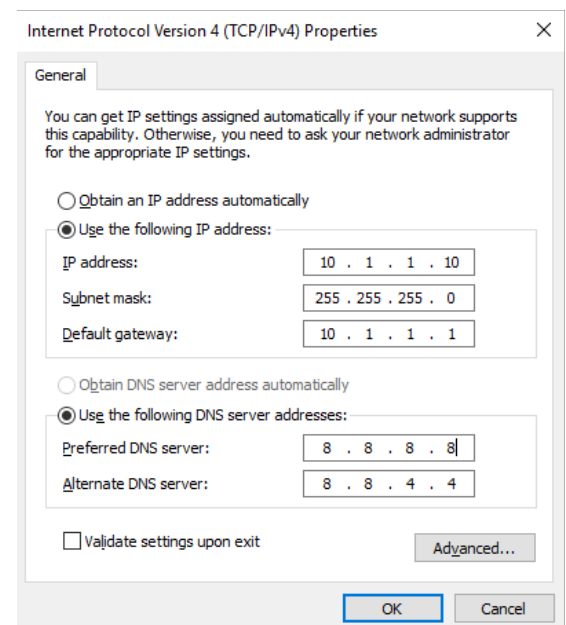 Internet Protocol Version 4 (TCP/IPv4) Properties
General
You can get IP settings assigned automatically if your network supports
this capability. Otherwise, you need to ask your network administrator
for the appropriate IP settings.
Obtain an IP address automatically
Use the following IP address:
IP address: 10 . 1 . 1 . 10
Subnet mask: 255 . 255 . 255 . 0
Default gateway: 10 . 1 . 1 . 1
Obtain DNS server address automatically
Use the following DNS server addresses:
Preferred DNS server: 8 . 8 . 8 . 8
Alternate DNS server: 8 . 8 . 4 . 4
Validate settings upon exit
Advanced...
OK Cancel